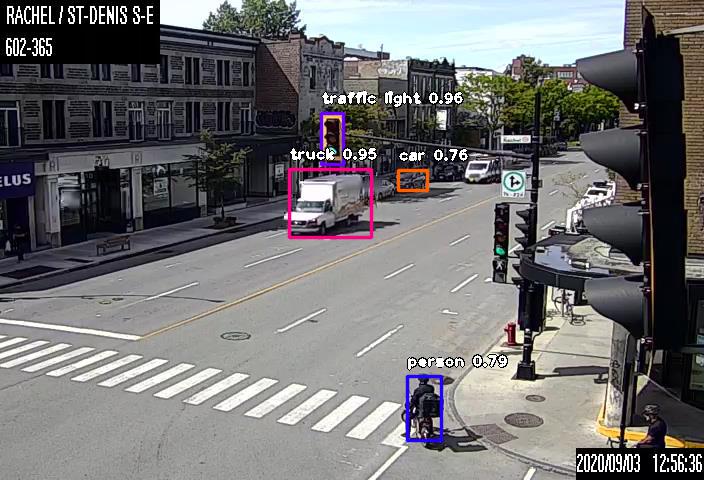 RACHEL / ST-DENIS S-E
602-365
traffic light 0.96
truck 0.95
car 0.76
Rachel
ELUS
person 0.79
2020/09/03 12:56:36